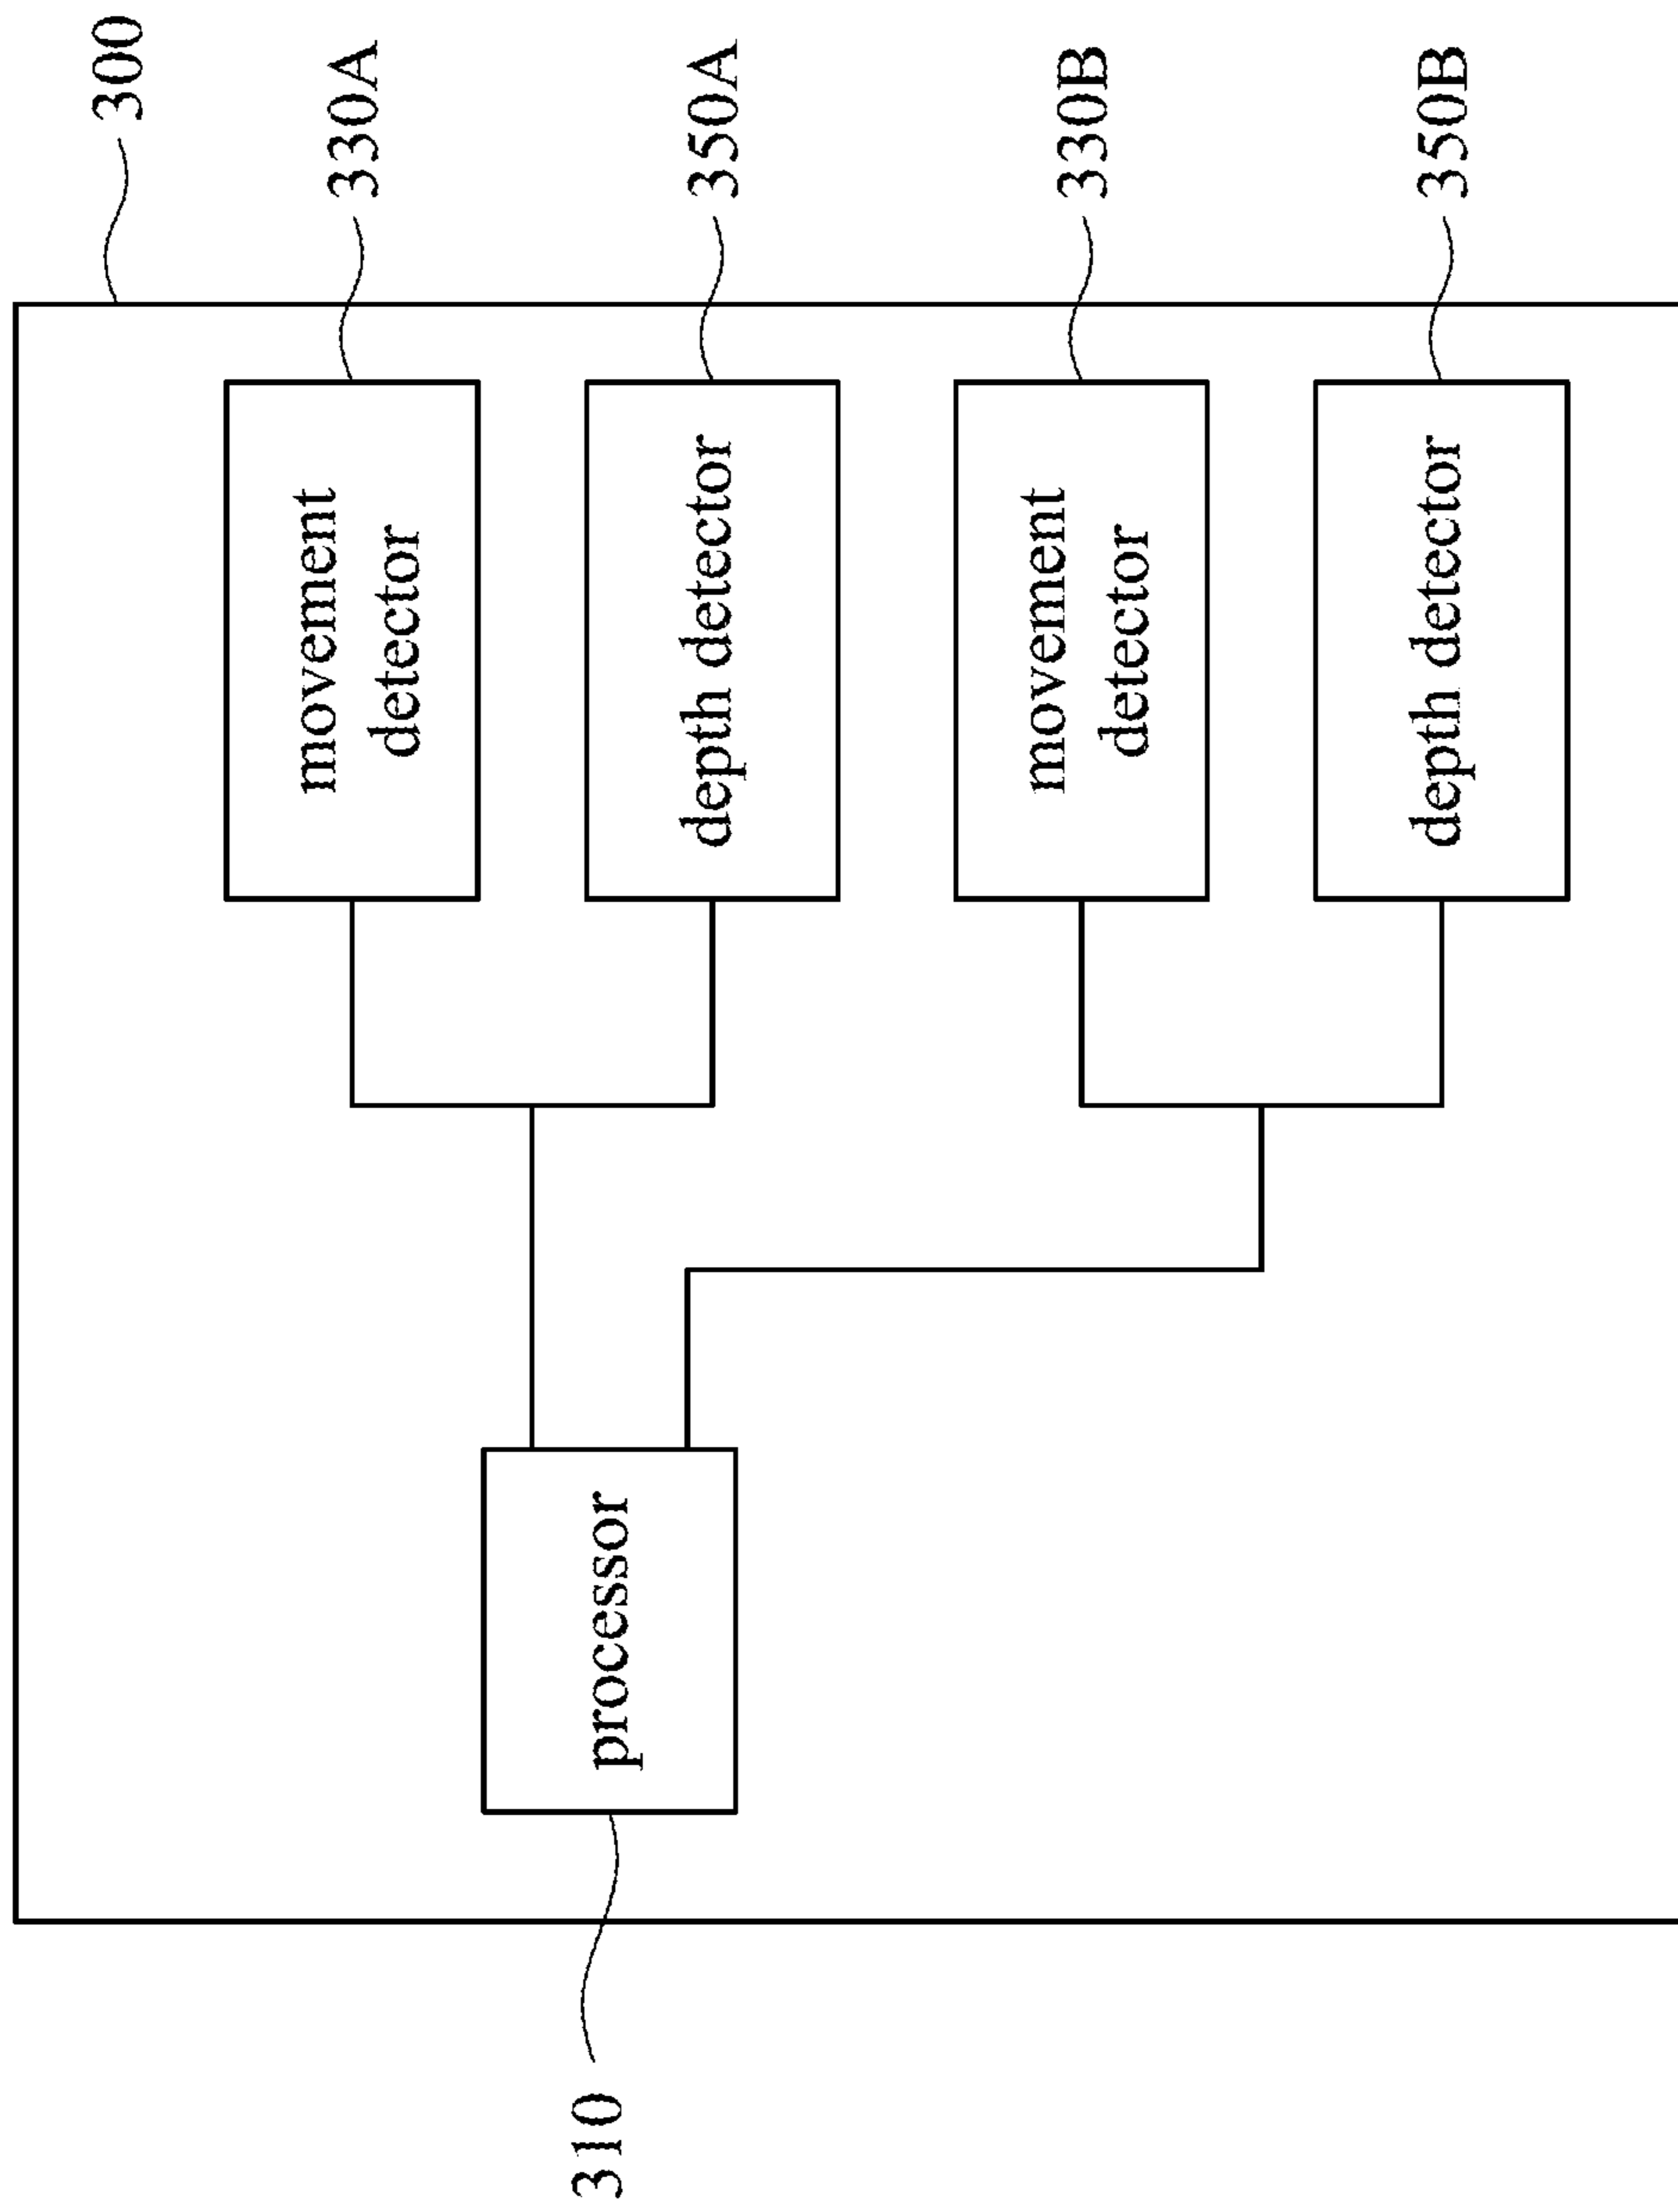 300
movement
detector
330A
depth detector
350A
processor
310
movement
detector
330B
depth detector
350B